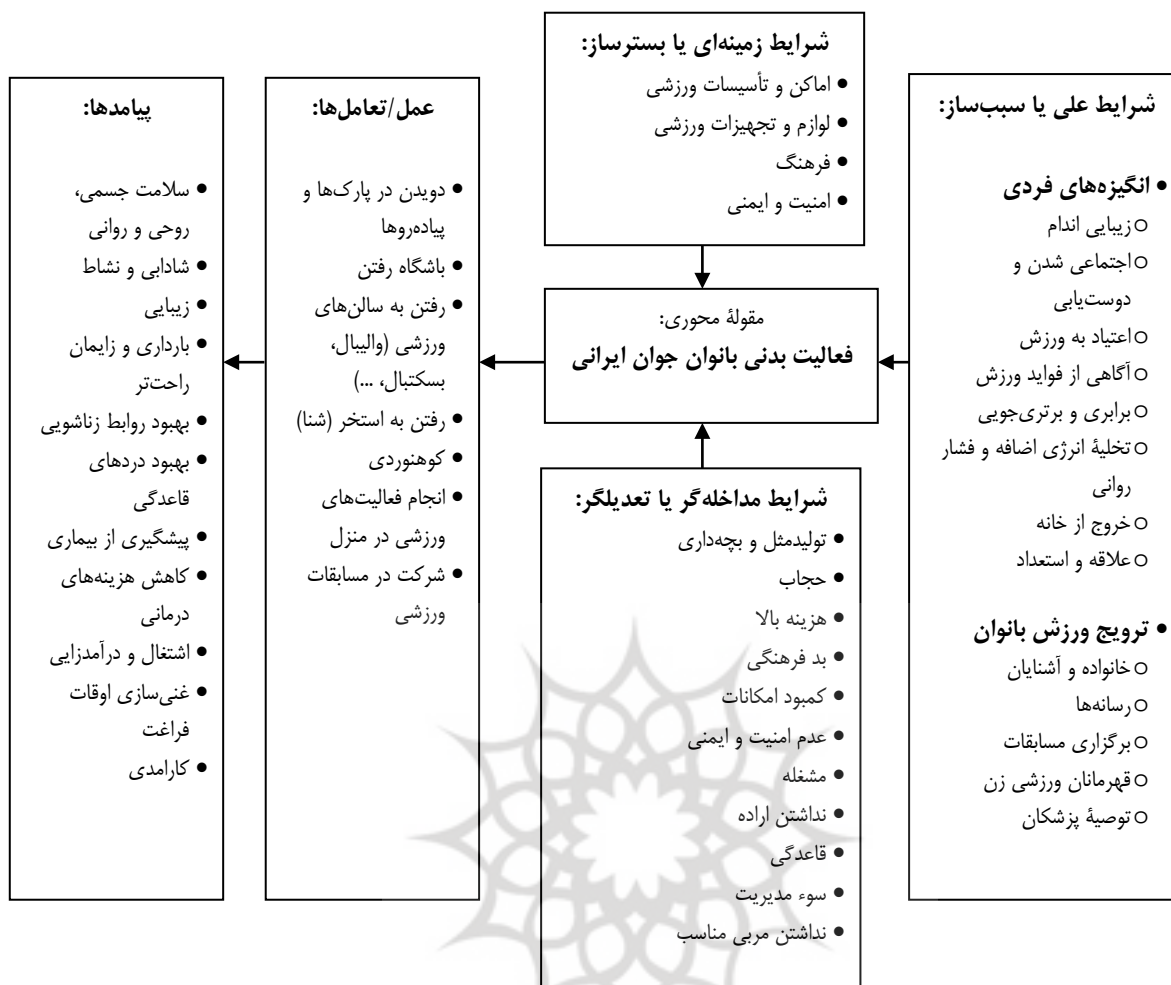 شرایط علی یا سبب‌ساز:
• انگیزه‌های فردی
○ زیبایی اندام
○ اجتماعی شدن و
دوست‌یابی
○ اعتیاد به ورزش
○ آگاهی از فواید ورزش
○ برابری و برتری‌جویی
○ تخلیهٔ انرژی اضافه و فشار
روانی
○ خروج از خانه
○ علاقه و استعداد
• ترویج ورزش بانوان
○ خانواده و آشنایان
○ رسانه‌ها
○ برگزاری مسابقات
○ قهرمانان ورزشی زن
○ توصیهٔ پزشکان
شرایط زمینه‌ای یا بسترساز:
• اماکن و تأسیسات ورزشی
• لوازم و تجهیزات ورزشی
• فرهنگ
• امنیت و ایمنی
مقولهٔ محوری:
فعالیت بدنی بانوان جوان ایرانی
شرایط مداخله‌گر یا تعدیلگر:
• تولیدمثل و بچه‌داری
• حجاب
• هزینه بالا
• بد فرهنگی
• کمبود امکانات
• عدم امنیت و ایمنی
• مشغله
• نداشتن اراده
• قاعدگی
• سوء مدیریت
• نداشتن مربی مناسب
عمل/تعامل‌ها:
• دویدن در پارک‌ها و
پیاده‌روها
• باشگاه رفتن
• رفتن به سالن‌های
ورزشی (والیبال،
بسکتبال، ...)
• رفتن به استخر (شنا)
• کوهنوردی
• انجام فعالیت‌های
ورزشی در منزل
• شرکت در مسابقات
ورزشی
پیامدها:
• سلامت جسمی،
روحی و روانی
• شادابی و نشاط
• زیبایی
• بارداری و زایمان
راحت‌تر
• بهبود روابط زناشویی
• بهبود دردهای
قاعدگی
• پیشگیری از بیماری
• کاهش هزینه‌های
درمانی
• اشتغال و درآمدزایی
• غنی‌سازی اوقات
فراغت
• کارامدی